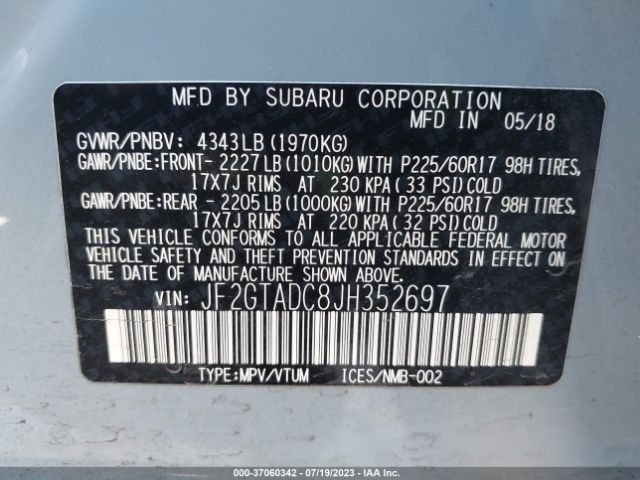 MFD BY SUBARU CORPORATION
MFD IN 05/18
GVWR/PNBV: 4343LB(1970KG)
GAWR/PNBE:FRONT- 2227LB(1010KG)WITH P225/60R17 98H TIRES,
17X7J RIMS AT 230 KPA( 33 PSI)COLD
GAWR/PNBE:REAR - 2205LB(1000KG)WITH P225/60R17 98H TIRES,
17X7J RIMS AT 220 KPA( 32 PSI)COLD
THIS VEHICLE CONFORMS TO ALL APPLICABLE FEDERAL MOTOR
VEHICLE SAFETY AND THEFT PREVENTION STANDARDS IN EFFECT ON
THE DATE OF MANUFACTURE SHOWN ABOVE.
VIN: JF2GTADC8JH352697
TYPE:MPV/VTUM ICES/NMB-002
000-37060342 / 07/19/2023 - IAA Inc.